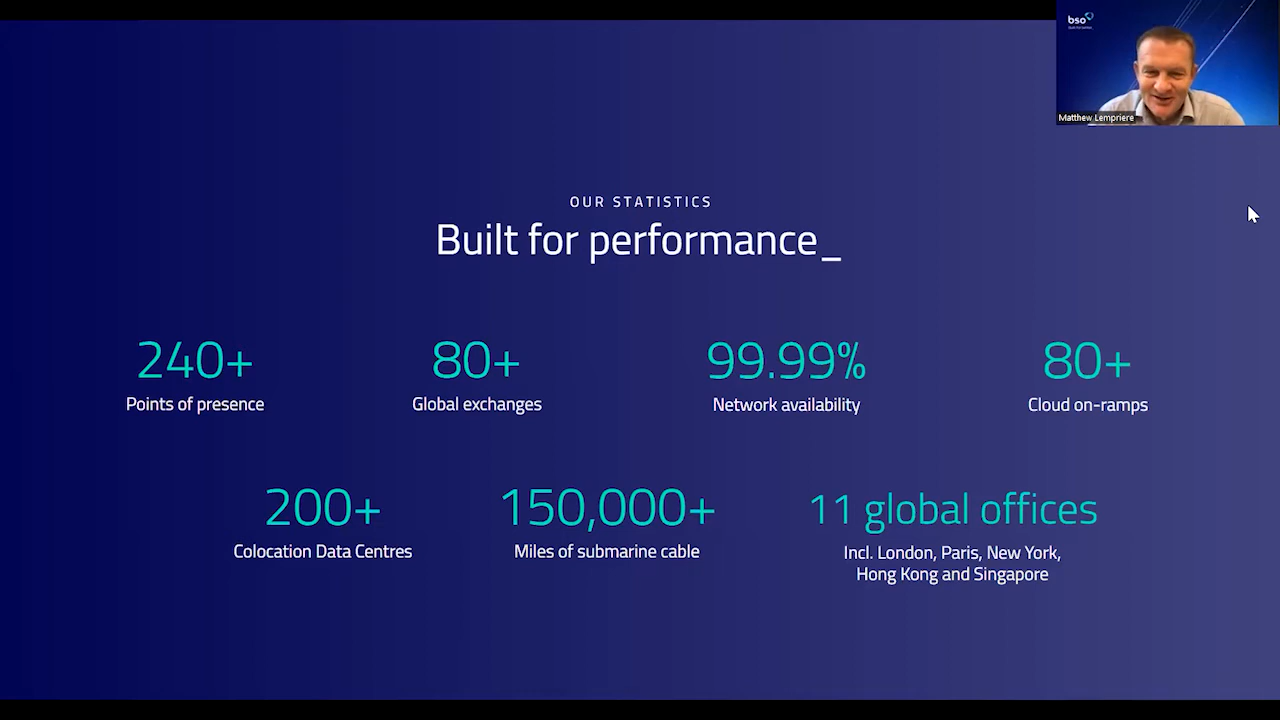 bso
Matthew Lempriere
OUR STATISTICS
Built for performance_
240+
Points of presence
80+
Global exchanges
99.99%
Network availability
80+
Cloud on-ramps
200+
Colocation Data Centres
150,000+
Miles of submarine cable
11 global offices
Incl. London, Paris, New York,
Hong Kong and Singapore